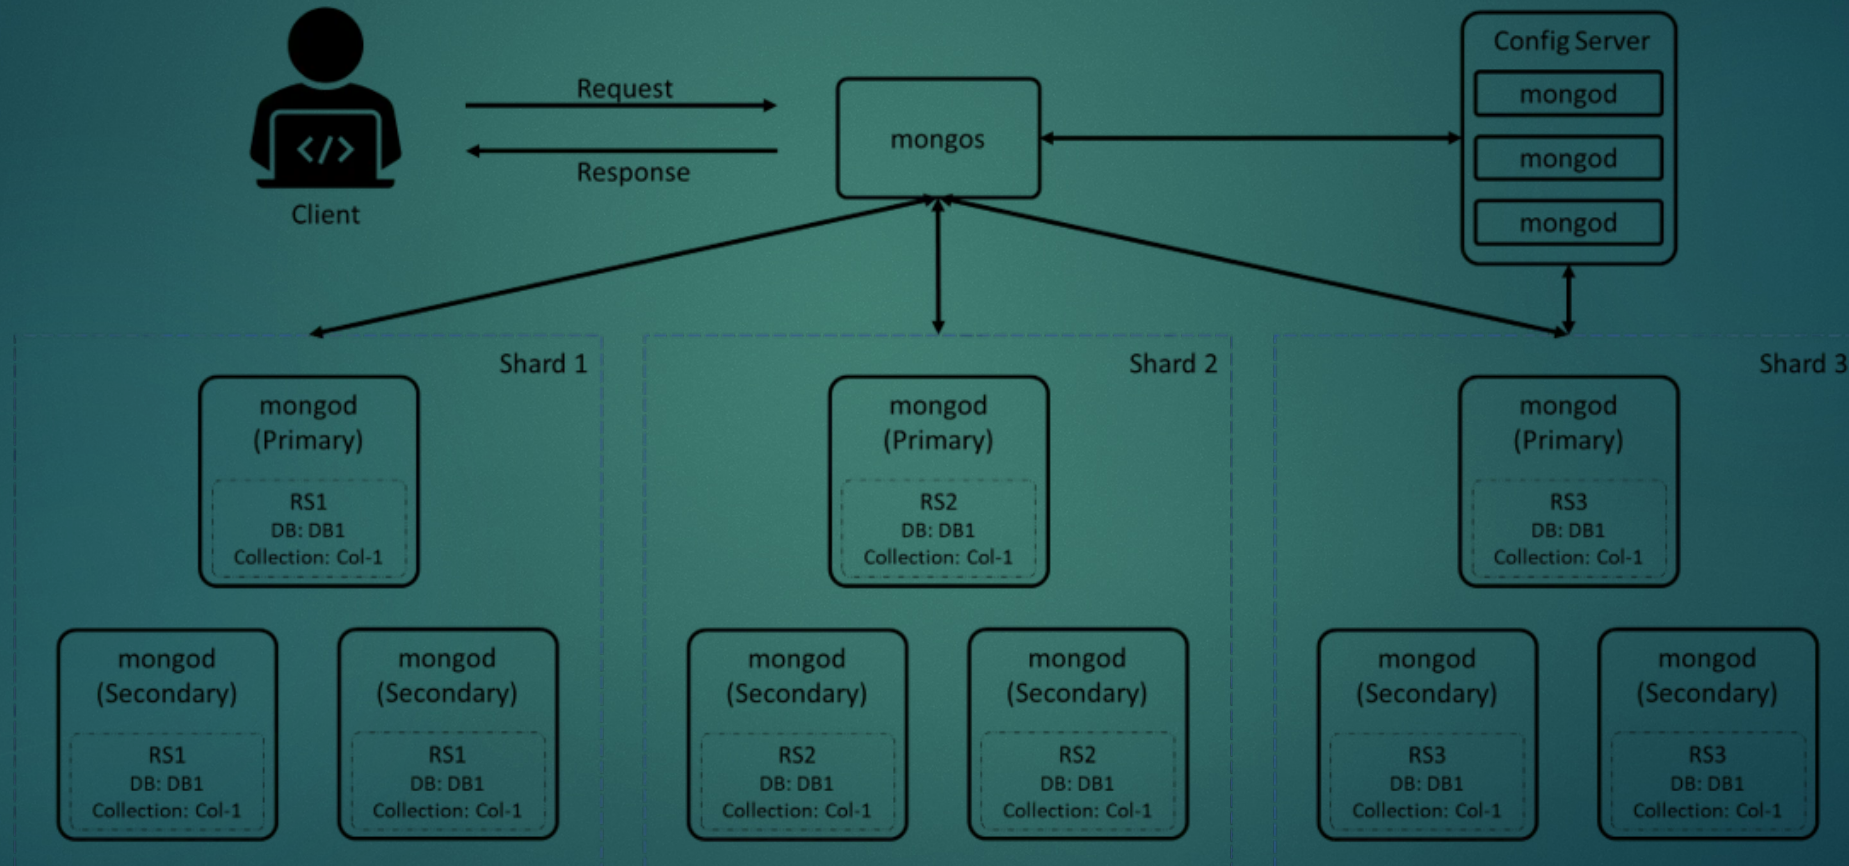 Request
Response
Client
</>
mongos
Config Server
mongod
mongod
mongod
Shard 1
mongod
(Primary)
RS1
DB: DB1
Collection: Col-1
mongod
(Secondary)
RS1
DB: DB1
Collection: Col-1
mongod
(Secondary)
RS1
DB: DB1
Collection: Col-1
Shard 2
mongod
(Primary)
RS2
DB: DB1
Collection: Col-1
mongod
(Secondary)
RS2
DB: DB1
Collection: Col-1
mongod
(Secondary)
RS2
DB: DB1
Collection: Col-1
Shard 3
mongod
(Primary)
RS3
DB: DB1
Collection: Col-1
mongod
(Secondary)
RS3
DB: DB1
Collection: Col-1
mongod
(Secondary)
RS3
DB: DB1
Collection: Col-1